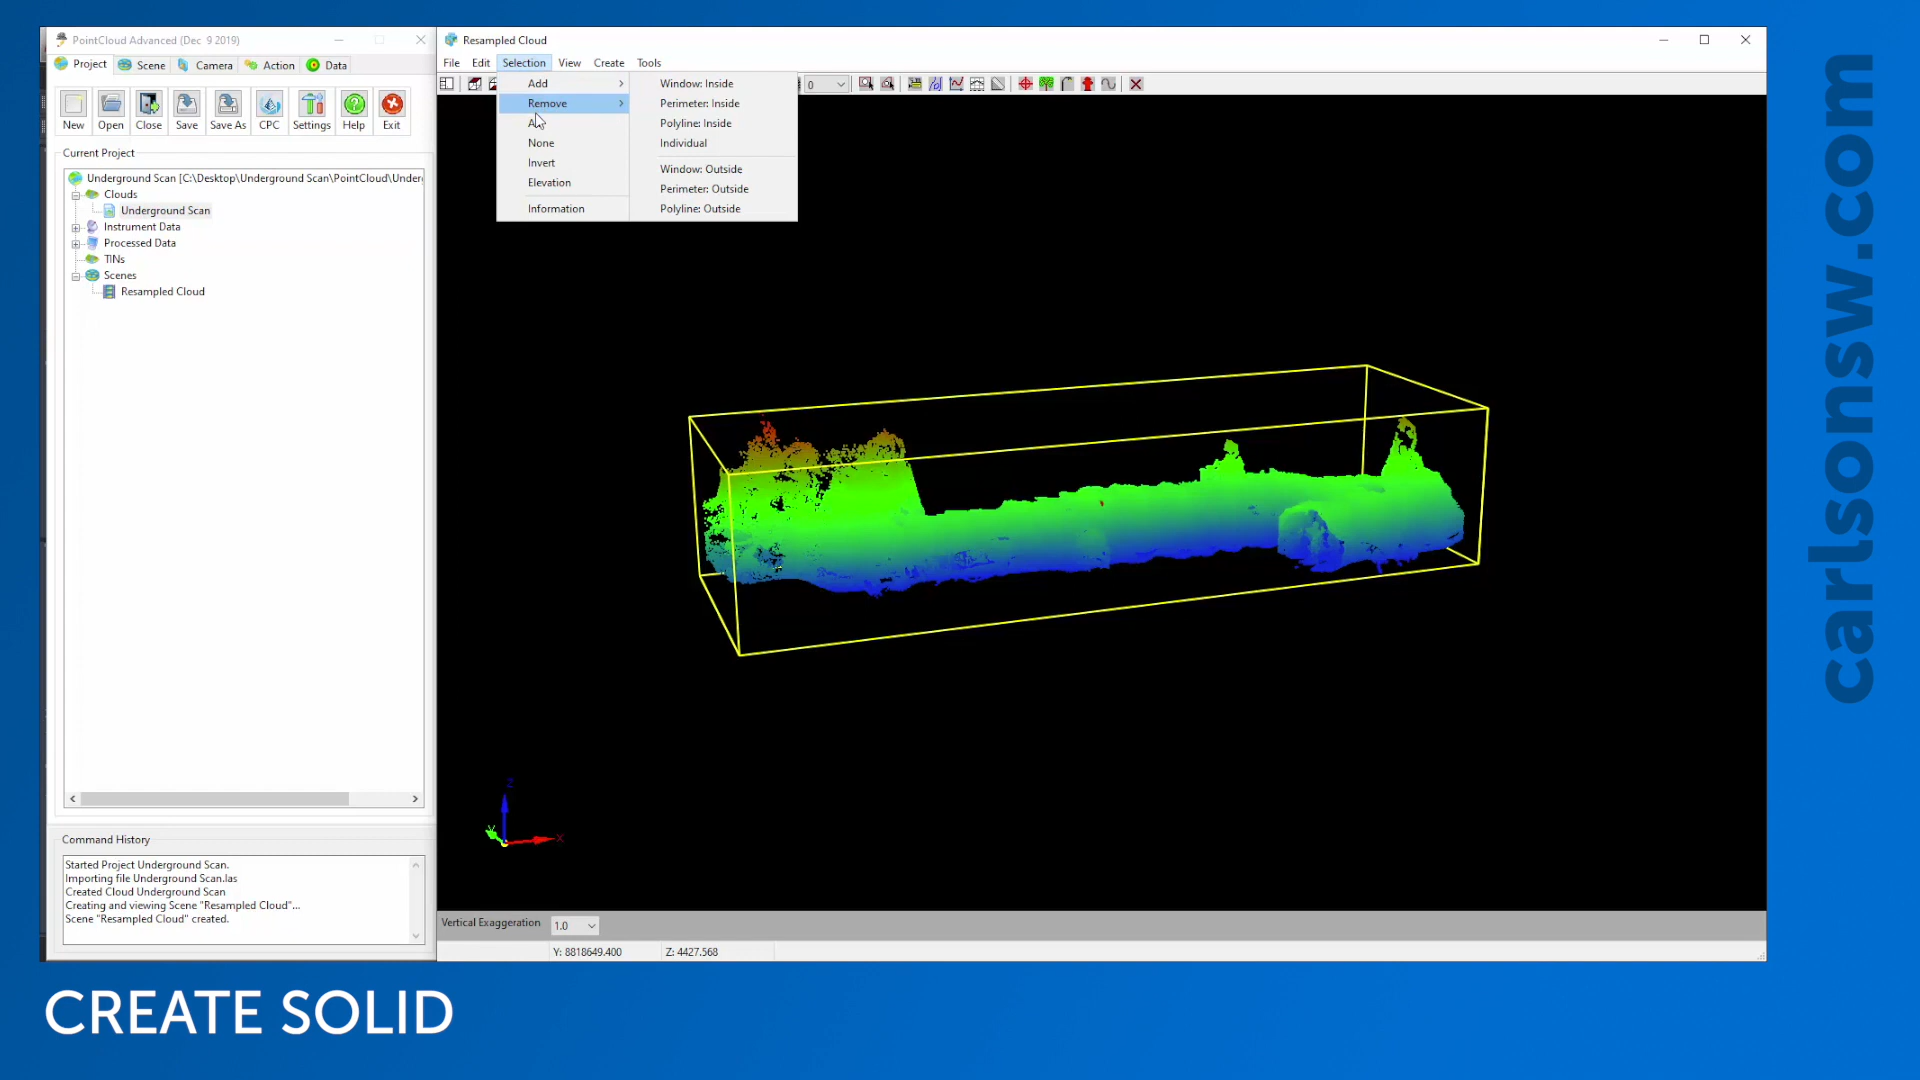 PointCloud Advanced (Dec 9 2019)
Project Scene Camera Action Data
New Open Close Save Save As CPC Settings Help Exit
Current Project
Underground Scan [C:\Desktop\Underground Scan\PointCloud\Underg
Clouds
Underground Scan
Instrument Data
Processed Data
TINs
Scenes
Resampled Cloud
Command History
Started Project Underground Scan.
Importing file Underground Scan.las
Created Cloud Underground Scan
Creating and viewing Scene "Resampled Cloud"...
Scene "Resampled Cloud" created.
Resampled Cloud
File Edit Selection View Create Tools
0
Add
Remove
None
Invert
Elevation
Information
Window: Inside
Perimeter: Inside
Polyline: Inside
Individual
Window: Outside
Perimeter: Outside
Polyline: Outside
Z
Y
X
Vertical Exaggeration 1.0
Y: 8818649.400 Z: 4427.568
carlsonsw.com
CREATE SOLID